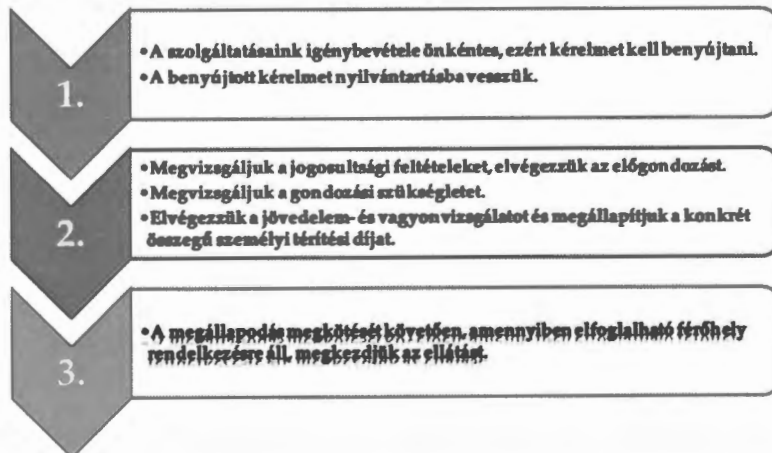 1.
•A szolgáltatásaink igénybevétele önkéntes, ezért kérelmet kell benyújtani.
•A benyújtott kérelmet nyilvántartásba vesszük.
2.
•Megvizsgáljuk a jogosultsági feltételeket, elvégezzük az előgondozást.
•Megvizsgáljuk a gondozási szükségletet.
•Elvégezzük a jövedelem- és vagyonvizsgálatot és megállapítjuk a konkrét
összegű személyi térítési díjat.
3.
•A megállapodás megkötését követően, amennyiben elfoglalható férőhely
rendelkezésre áll, megkezdjük az ellátást.